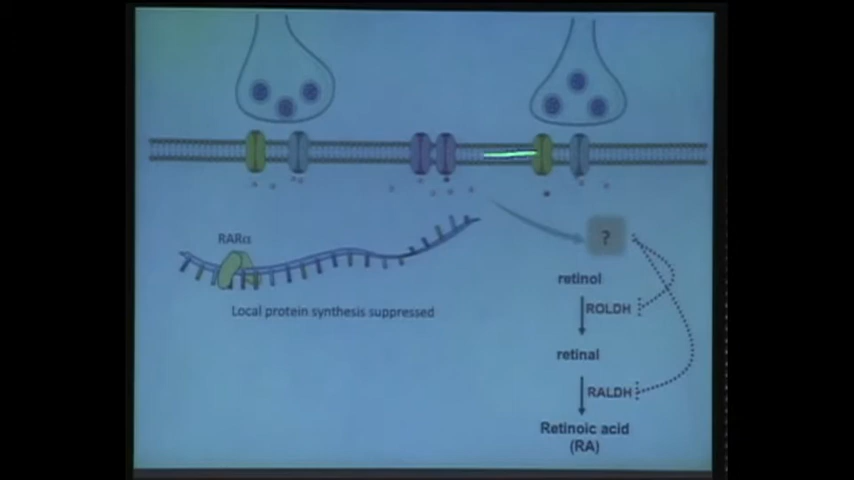 RARα
?
retinol
Local protein synthesis suppressed
ROLDH
retinal
RALDH
Retinoic acid
(RA)